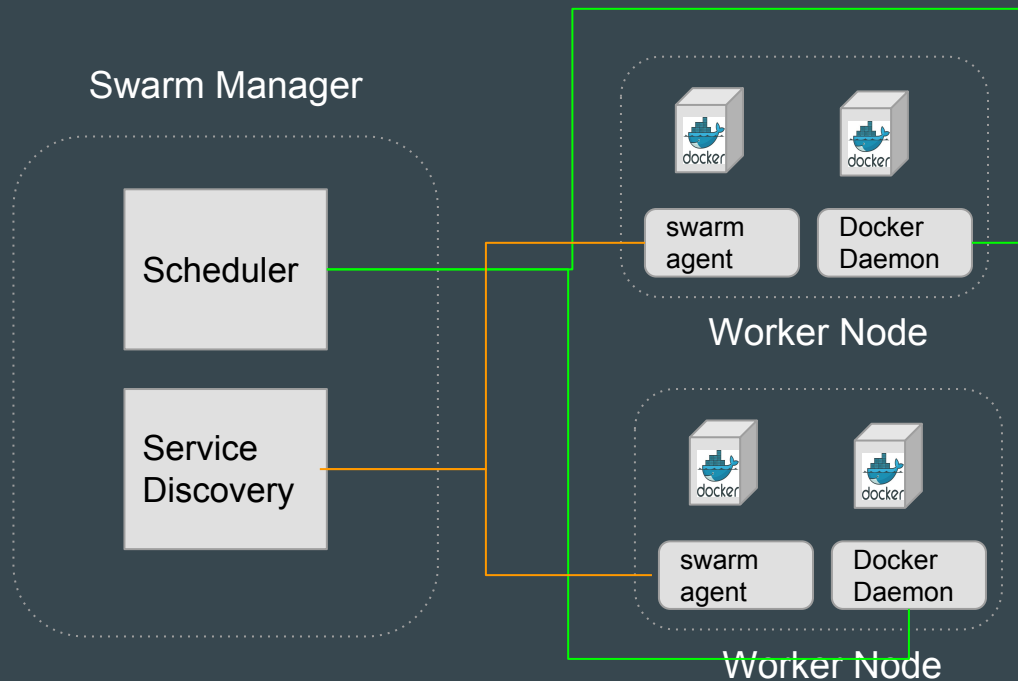 Swarm Manager
Scheduler
Service
Discovery
docker
docker
swarm
agent
Docker
Daemon
Worker Node
docker
docker
swarm
agent
Docker
Daemon
Worker Node